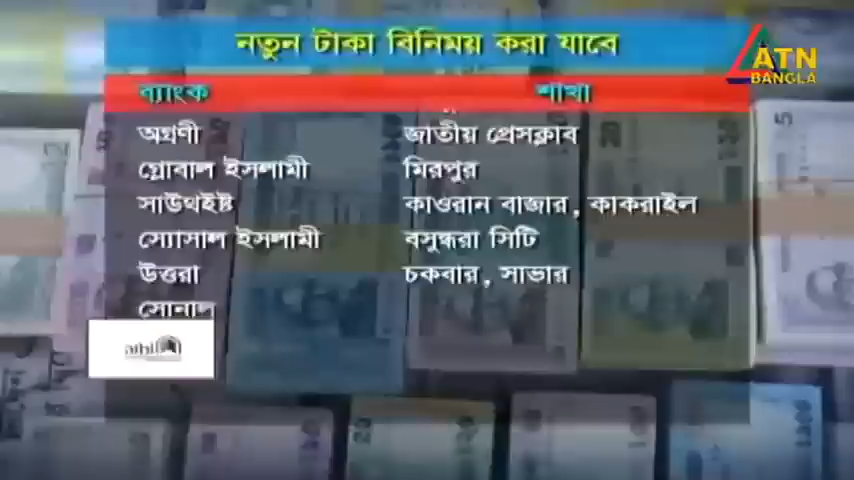 নতুন টাকা বিনিময় করা যাবে
ATN
BANGLA
ব্যাংক শাখা
অগ্রণী জাতীয় প্রেসক্লাব
গ্লোবাল ইসলামী মিরপুর
সাউথইষ্ট কাওরান বাজার, কাকরাইল
স্যোসাল ইসলামী বসুন্ধরা সিটি
উত্তরা চকবার, সাভার
সোনাল